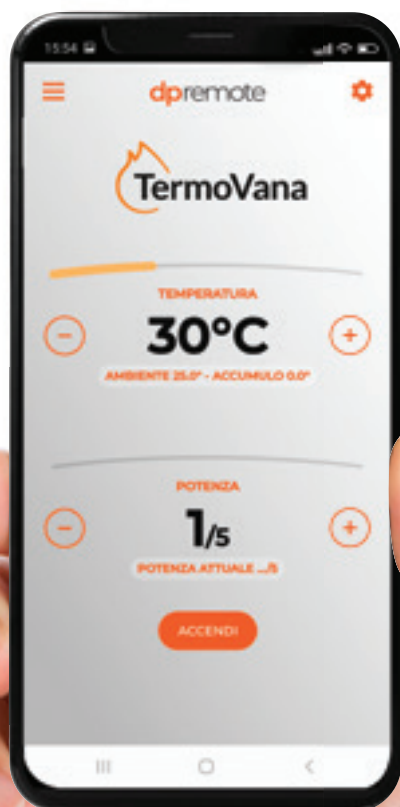 15:54
dpremote
TermoVana
TEMPERATURA
30°C
AMBIENTE 25.0° - ACCUMULO 0.0°
POTENZA
1/5
POTENZA ATTUALE .../5
ACCENDI